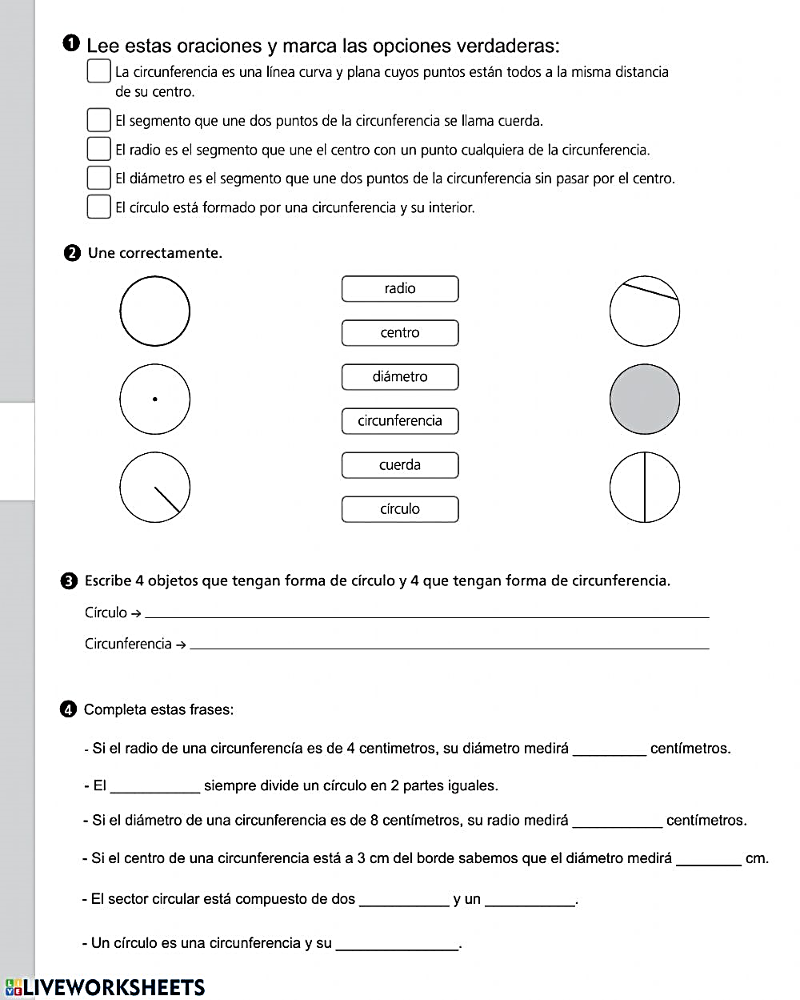 1 Lee estas oraciones y marca las opciones verdaderas:
La circunferencia es una línea curva y plana cuyos puntos están todos a la misma distancia
de su centro.
El segmento que une dos puntos de la circunferencia se llama cuerda.
El radio es el segmento que une el centro con un punto cualquiera de la circunferencia.
El diámetro es el segmento que une dos puntos de la circunferencia sin pasar por el centro.
El círculo está formado por una circunferencia y su interior.
2 Une correctamente.
radio
centro
diámetro
circunferencia
cuerda
círculo
3 Escribe 4 objetos que tengan forma de círculo y 4 que tengan forma de circunferencia.
Círculo →
Circunferencia →
4 Completa estas frases:
- Si el radio de una circunferencía es de 4 centimetros, su diámetro medirá _________ centímetros.
- El ___________ siempre divide un círculo en 2 partes iguales.
- Si el diámetro de una circunferencia es de 8 centímetros, su radio medirá ___________ centímetros.
- Si el centro de una circunferencia está a 3 cm del borde sabemos que el diámetro medirá ________ cm.
- El sector circular está compuesto de dos ___________ y un ___________.
- Un círculo es una circunferencia y su _______________.
LIVE LIVEWORKSHEETS